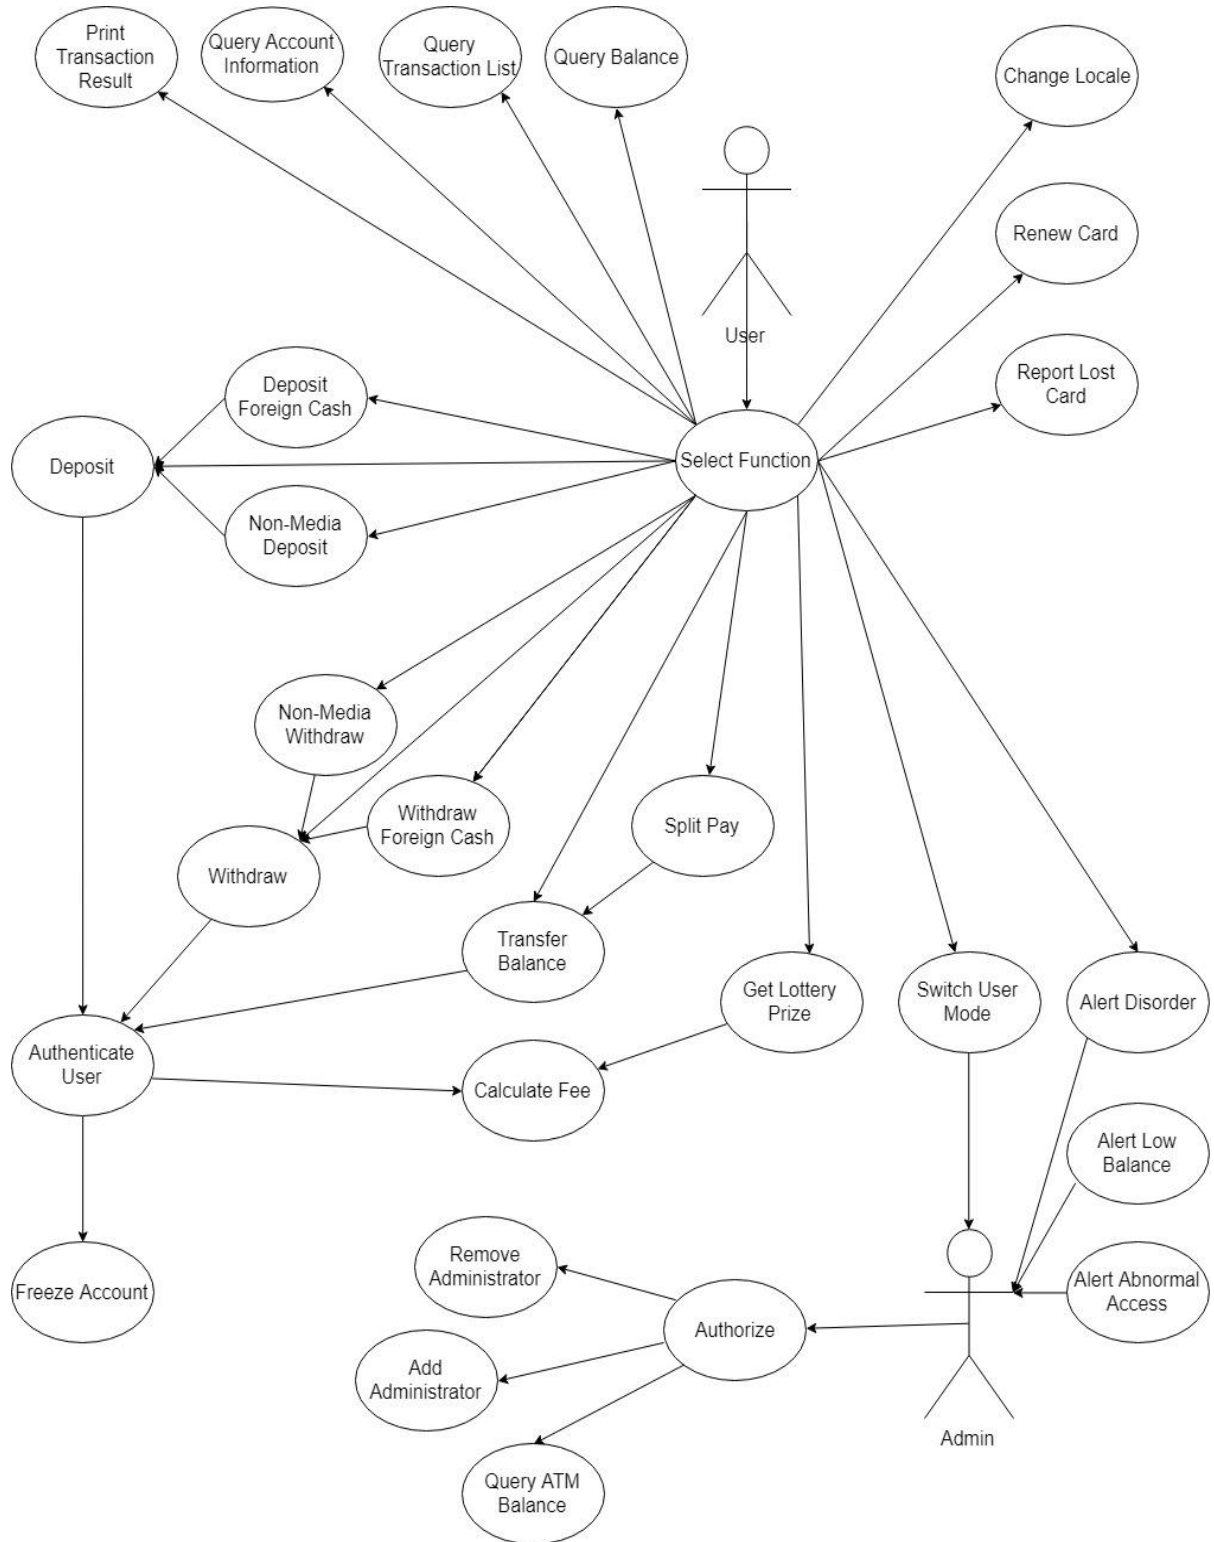 Print
Transaction
Result
Query Account
Information
Query
Transaction List
Query Balance
Change Locale
Renew Card
User
Report Lost
Card
Deposit
Foreign Cash
Deposit
Select Function
Non-Media
Deposit
Non-Media
Withdraw
Withdraw
Foreign Cash
Split Pay
Withdraw
Transfer
Balance
Get Lottery
Prize
Switch User
Mode
Alert Disorder
Authenticate
User
Calculate Fee
Alert Low
Balance
Remove
Administrator
Freeze Account
Alert Abnormal
Access
Authorize
Add
Administrator
Admin
Query ATM
Balance